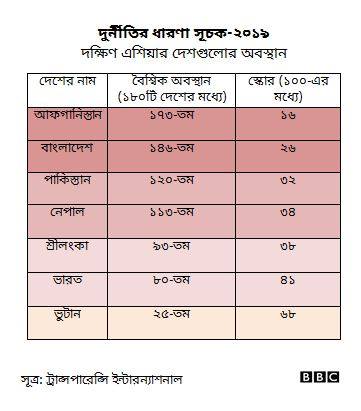 দুর্নীতির ধারণা সূচক-২০১৯
দক্ষিণ এশিয়ার দেশগুলোর অবস্থান
দেশের নাম বৈশ্বিক অবস্থান স্কোর (১০০-এর
(১৮০টি দেশের মধ্যে) মধ্যে)
আফগানিস্তান ১৭৩-তম ১৬
বাংলাদেশ ১৪৬-তম ২৬
পাকিস্তান ১২০-তম ৩২
নেপাল ১১৩-তম ৩৪
শ্রীলংকা ৯৩-তম ৩৮
ভারত ৮০-তম ৪১
ভুটান ২৫-তম ৬৮
সূত্র: ট্রান্সপারেন্সি ইন্টারন্যাশনাল BBC